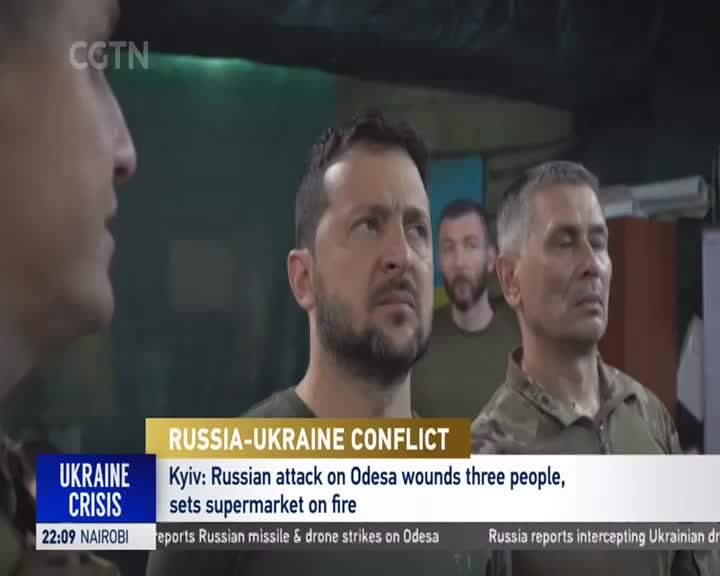 CGTN
RUSSIA-UKRAINE CONFLICT
UKRAINE
CRISIS
Kyiv: Russian attack on Odesa wounds three people,
sets supermarket on fire
22:09 NAIROBI
reports Russian missile & drone strikes on Odesa
Russia reports intercepting Ukrainian